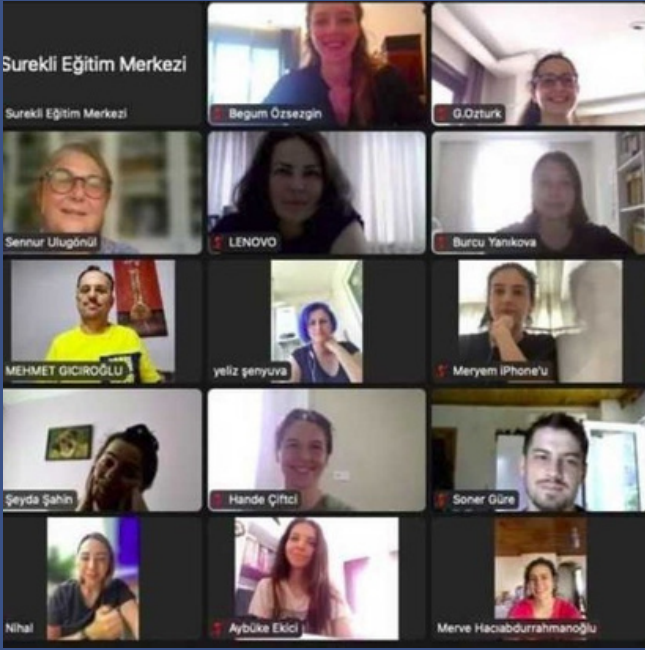 Surekli Eğitim Merkezi
Surekli Eğitim Merkezi
Begum Özsezgin
G.Ozturk
Sennur Ulugönül
LENOVO
Burcu Yanıkova
MEHMET GICIROĞLU
yeliz şenyuva
Meryem iPhone'u
Şeyda Şahin
Hande Çiftci
Soner Güre
Nihal
Aybüke Ekici
Merve Hacıabdurrahmanoğlu